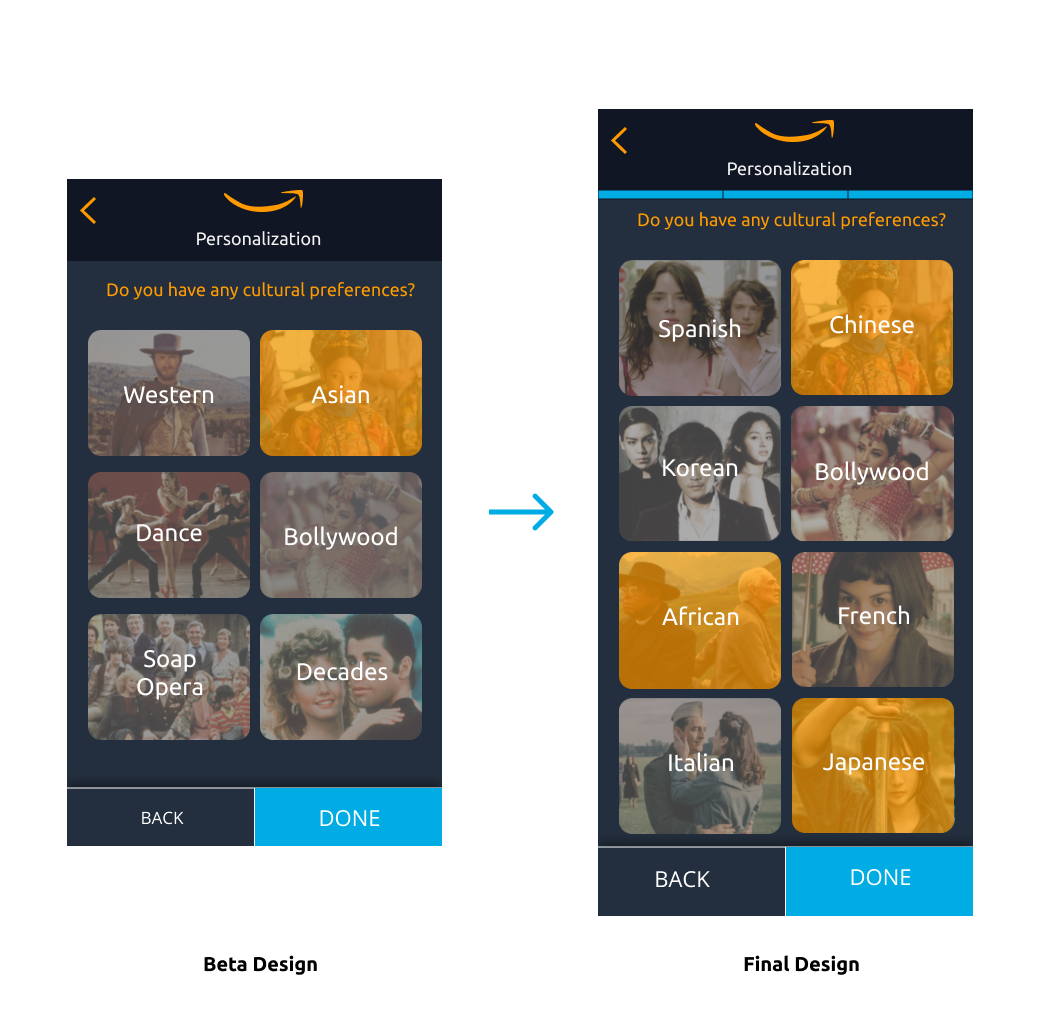 Personalization
Do you have any cultural preferences?
Western
Asian
Dance
Bollywood
Soap
Opera
Decades
BACK
DONE
Beta Design
Personalization
Do you have any cultural preferences?
Spanish
Chinese
Korean
Bollywood
African
French
Italian
Japanese
BACK
DONE
Final Design